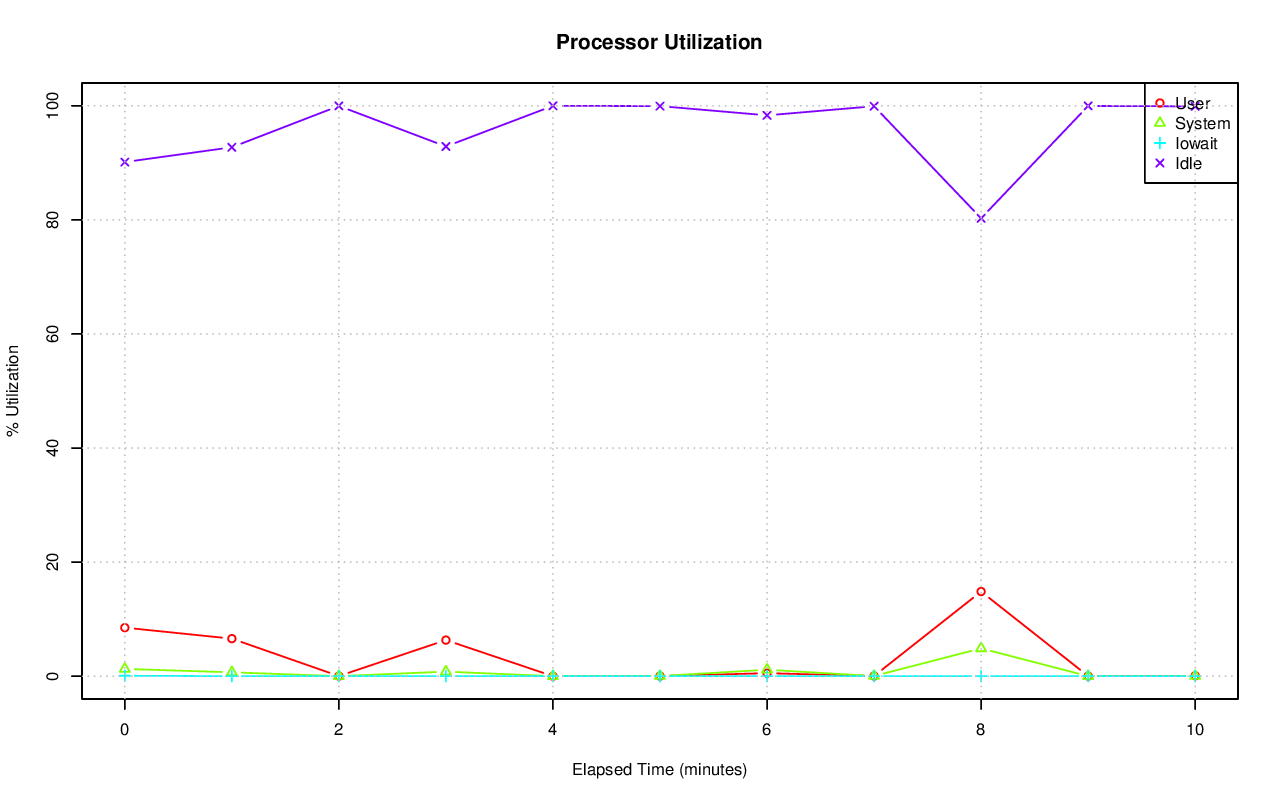 Processor Utilization
100
80
60
40
20
0
% Utilization
User
System
Iowait
Idle
0 2 4 6 8 10
Elapsed Time (minutes)